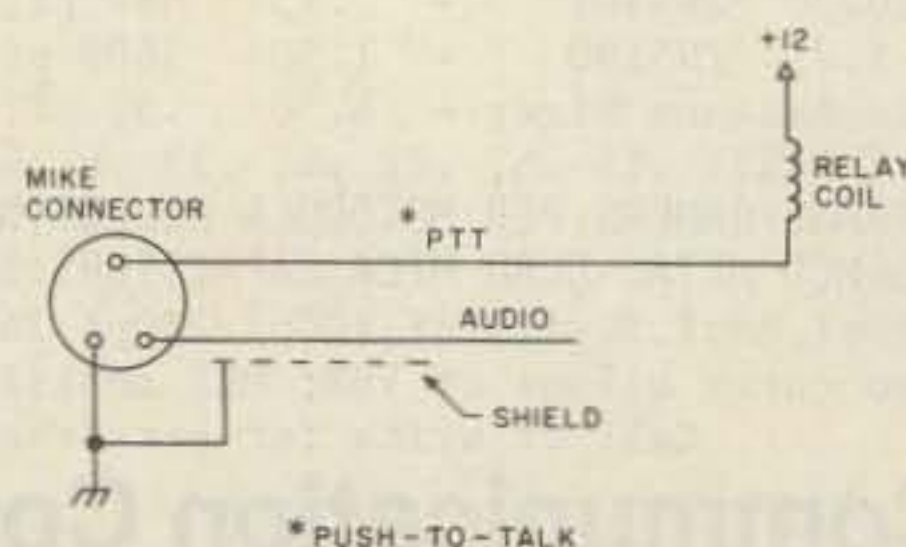 +12
MIKE
CONNECTOR
RELAY
COIL
* PTT
AUDIO
SHIELD
* PUSH-TO-TALK